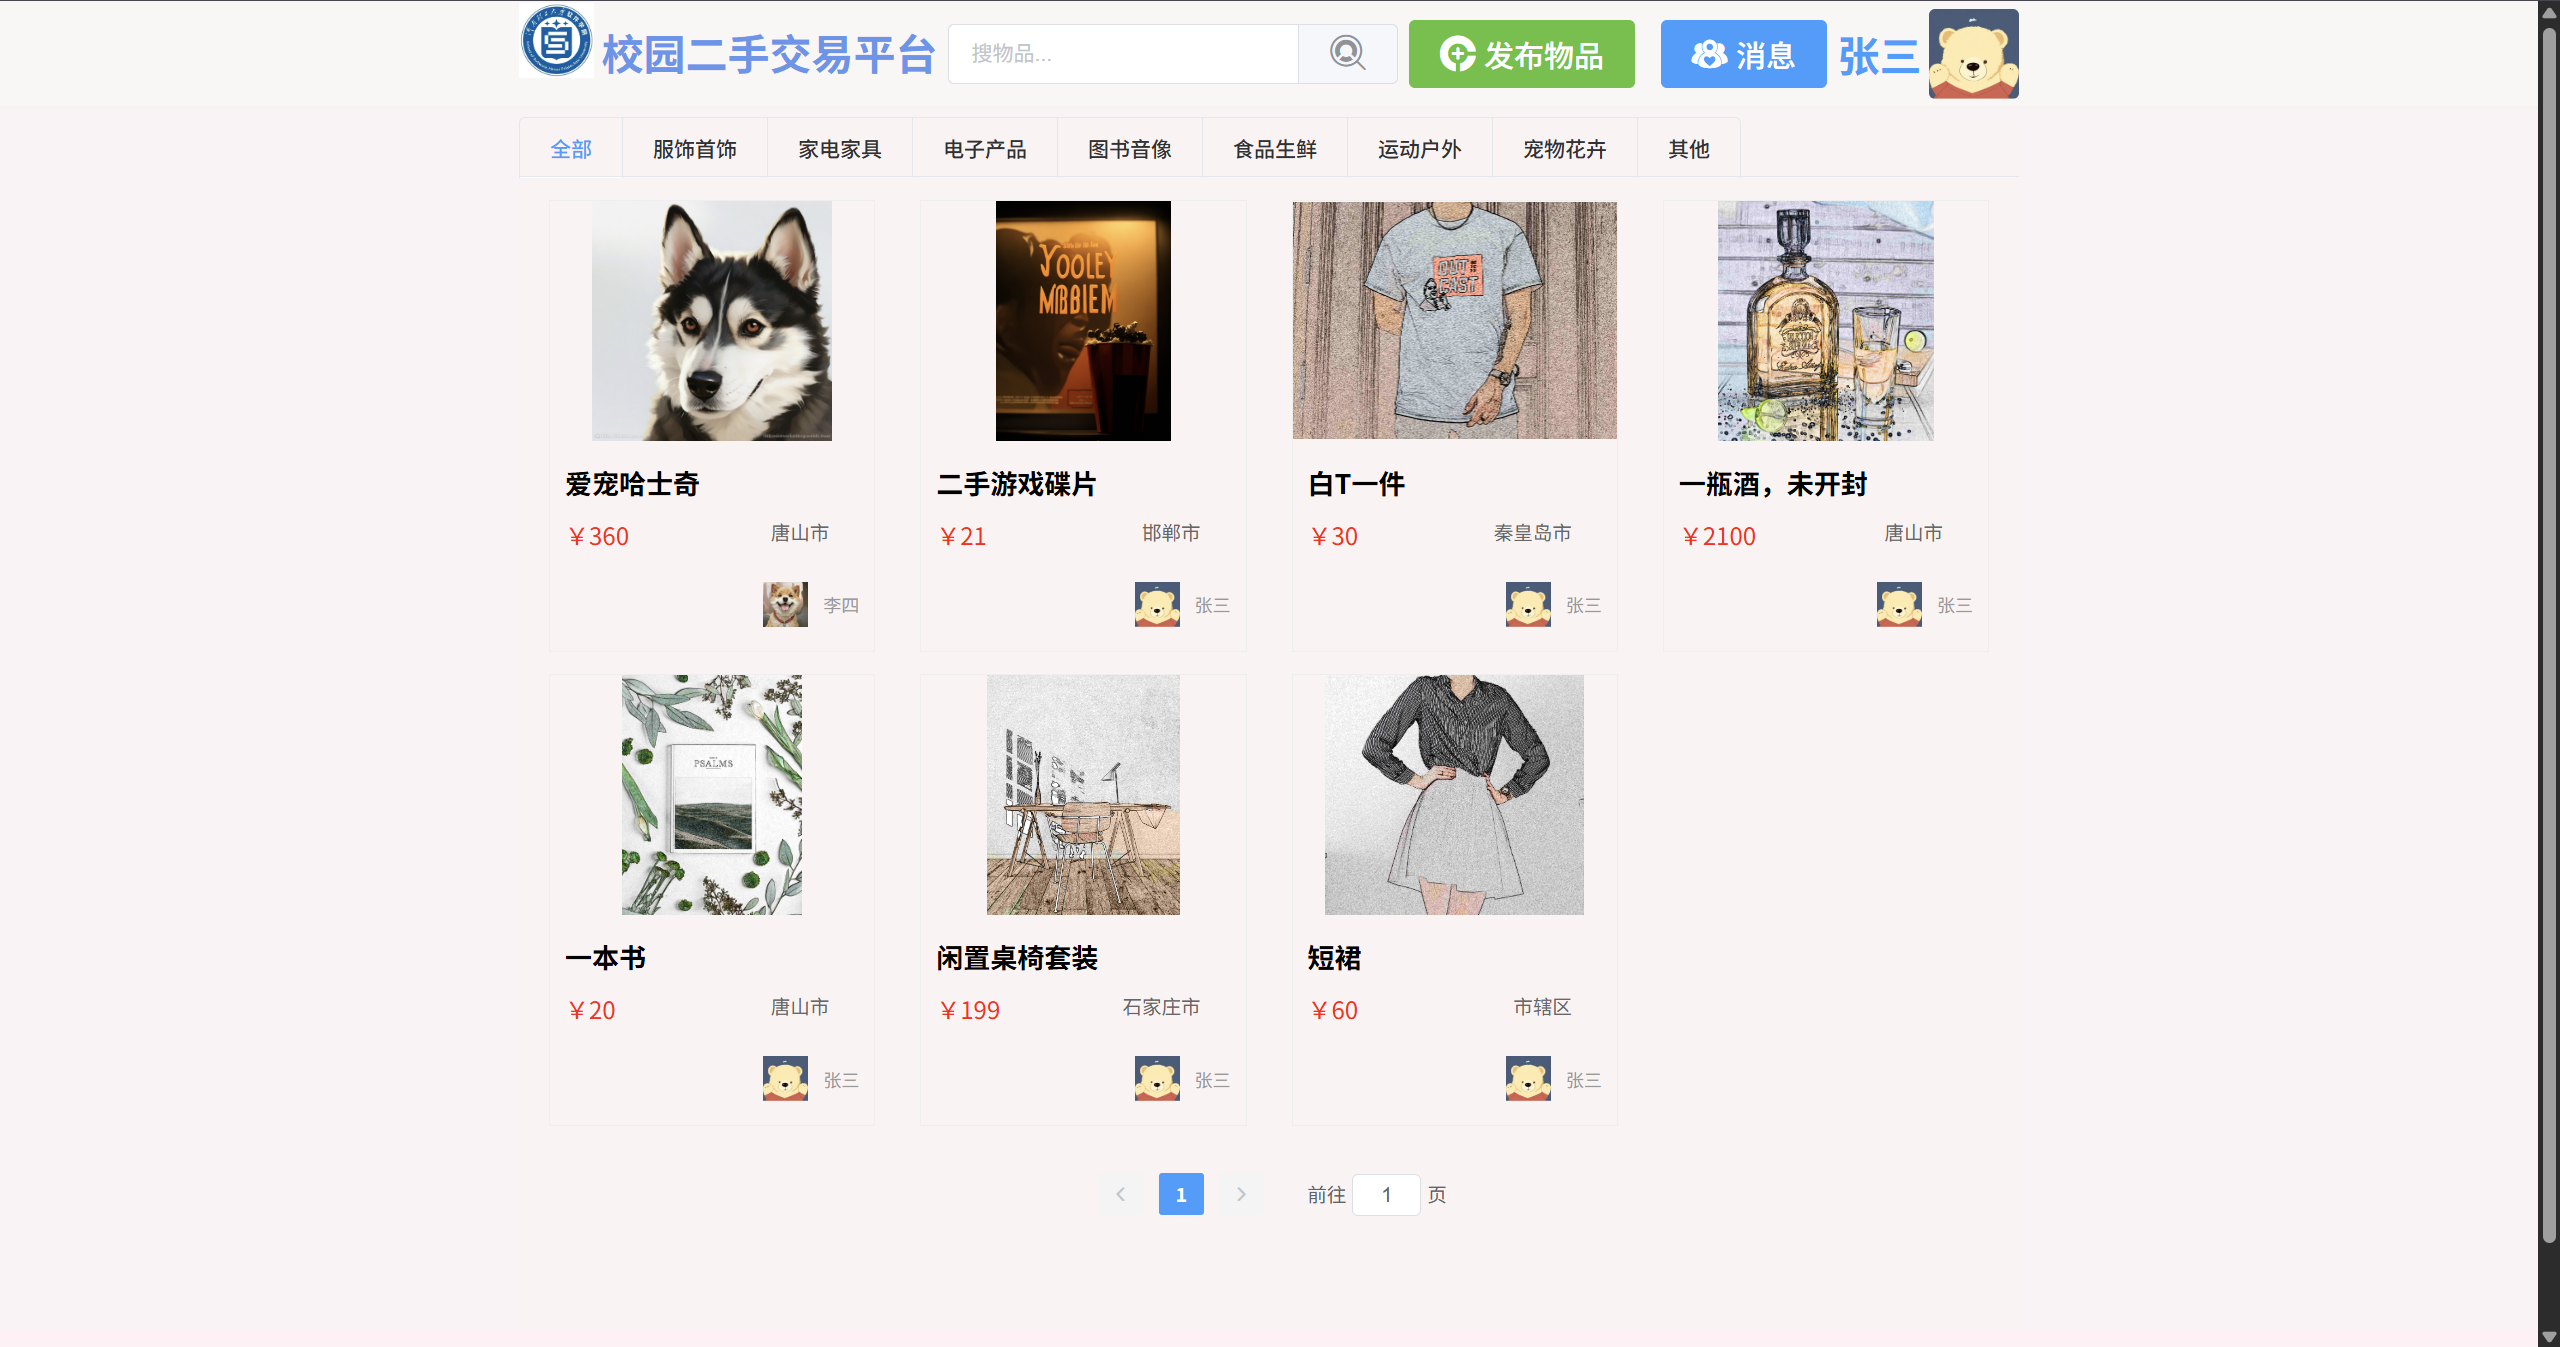 校园二手交易平台
搜物品...
发布物品
消息
张三
全部
服饰首饰
家电家具
电子产品
图书音像
食品生鲜
运动户外
宠物花卉
其他
YOOLEY
MBBIEM
OUT
CAST
爱宠哈士奇
￥360
唐山市
李四
二手游戏碟片
￥21
邯郸市
张三
白T一件
￥30
秦皇岛市
张三
一瓶酒，未开封
￥2100
唐山市
张三
PSALMS
一本书
￥20
唐山市
张三
闲置桌椅套装
￥199
石家庄市
张三
短裙
￥60
市辖区
张三
1
前往 1 页